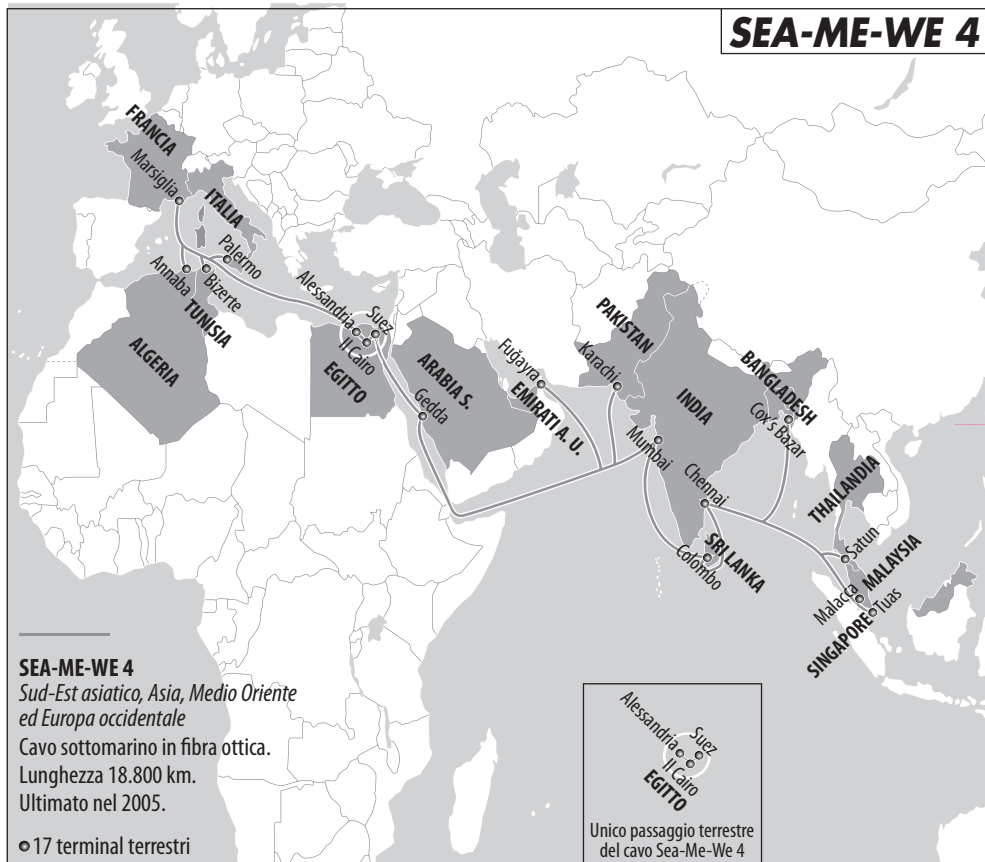 SEA-ME-WE 4
FRANCIA
Marsiglia
ITALIA
Palermo
Annaba
Bizerte
TUNISIA
ALGERIA
Alessandria
Suez
Il Cairo
EGITTO
ARABIA S.
Gedda
Fuğayra
EMIRATI A. U.
PAKISTAN
Karachi
INDIA
Mumbai
Chennai
BANGLADESH
Cox's Bazar
THAILANDIA
SRI LANKA
Colombo
Satun
MALAYSIA
Malacca
Tuas
SINGAPORE
SEA-ME-WE 4
Sud-Est asiatico, Asia, Medio Oriente
ed Europa occidentale
Cavo sottomarino in fibra ottica.
Lunghezza 18.800 km.
Ultimato nel 2005.
17 terminal terrestri
Alessandria
Suez
Il Cairo
EGITTO
Unico passaggio terrestre
del cavo Sea-Me-We 4